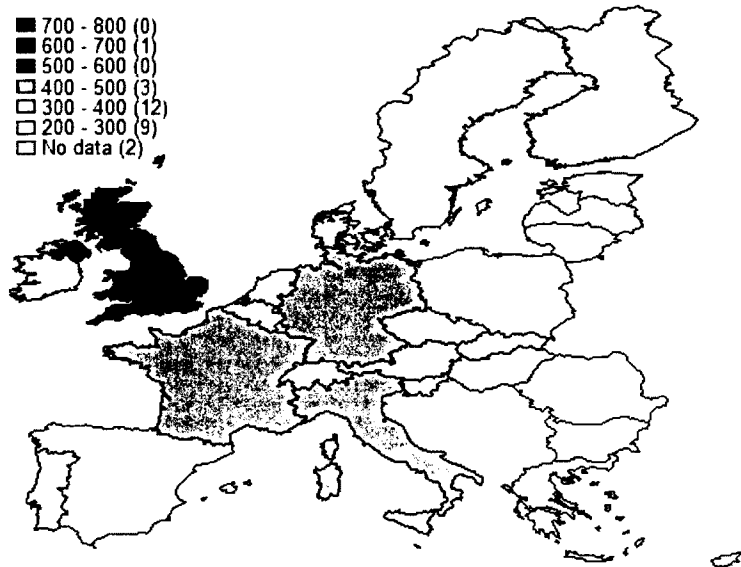 700 - 800 (0)
600 - 700 (1)
500 - 600 (0)
400 - 500 (3)
300 - 400 (12)
200 - 300 (9)
No data (2)